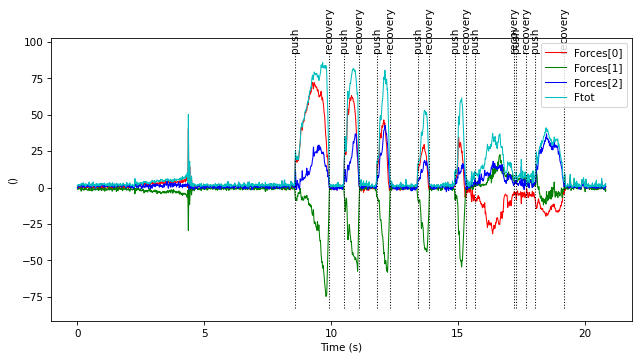 push
recovery
push
recovery
push
recovery
push
recovery
push
recovery
push
push
recovery
recovery
push
recovery
100
75
50
25
0
−25
−50
−75
()
Forces[0]
Forces[1]
Forces[2]
Ftot
0
5
10
15
20
Time (s)